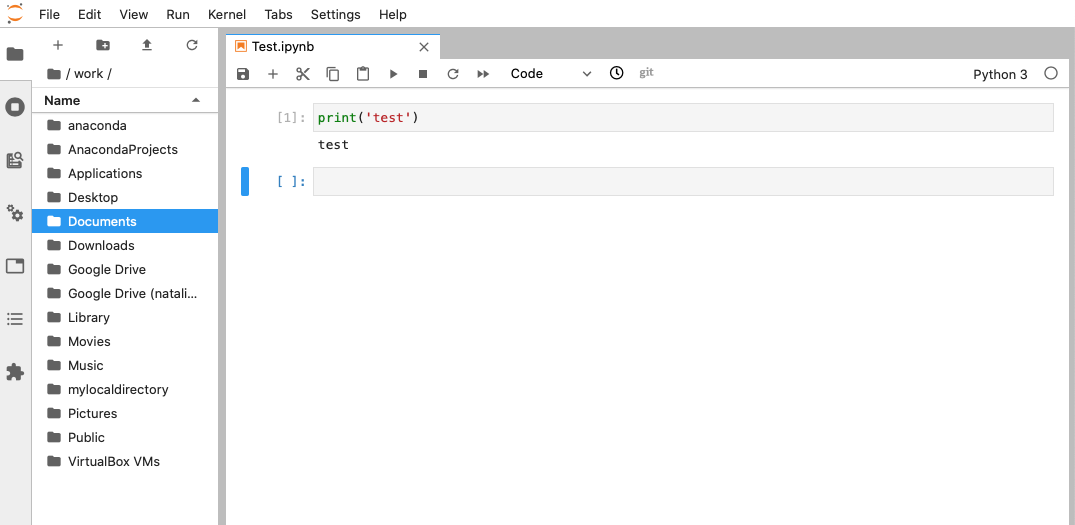 File Edit View Run Kernel Tabs Settings Help
Test.ipynb
/ work /
Code
git
Python 3
Name
anaconda
AnacondaProjects
Applications
Desktop
Documents
Downloads
Google Drive
Google Drive (natali...
Library
Movies
Music
mylocaldirectory
Pictures
Public
VirtualBox VMs
[1]: print('test')
test
[ ]: